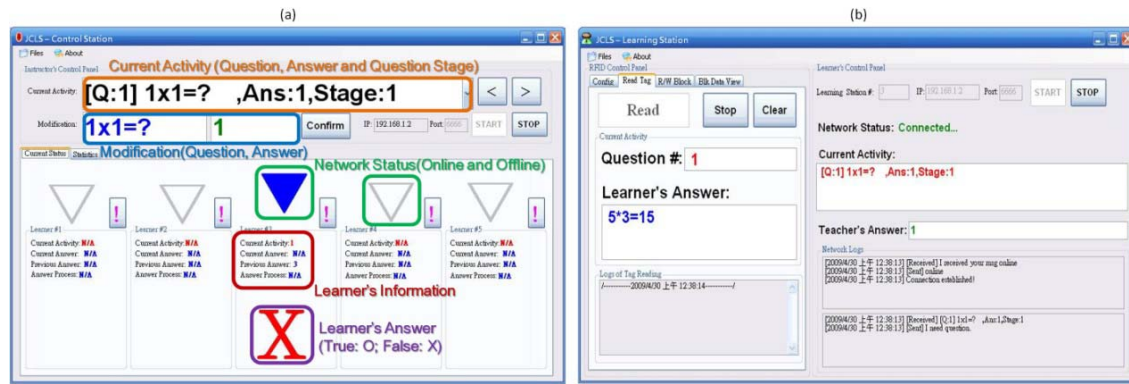 (a)
JCLS – Control Station
Files About
Instructor's Control Panel
Current Activity (Question, Answer and Question Stage)
Current Activity: [Q:1] 1x1=? ,Ans:1,Stage:1 < >
Modification: 1x1=? 1 Confirm IP: 192.168.1.2 Port 6666 START STOP
Modification(Question, Answer)
Current Status Statistics
Network Status(Online and Offline)
! ! ! ! !
Learner #1
Current Activity: N/A
Current Answer: N/A
Previous Answer: N/A
Answer Process: N/A
Learner #2
Current Activity: N/A
Current Answer: N/A
Previous Answer: N/A
Answer Process: N/A
Learner #3
Current Activity: 1
Current Answer: N/A
Previous Answer: 3
Answer Process: N/A
Learner #4
Current Activity: N/A
Current Answer: N/A
Previous Answer: N/A
Answer Process: N/A
Learner #5
Current Activity: N/A
Current Answer: N/A
Previous Answer: N/A
Answer Process: N/A
Learner's Information
X
Learner's Answer
(True: O; False: X)
(b)
JCLS – Learning Station
Files About
RFID Control Panel
Config Read Tag R/W Block Blk Data View
Read Stop Clear
Current Activity
Question #: 1
Learner's Answer:
5*3=15
Logs of Tag Reading
/----------2009/4/30 上午 12:38:14----------/
Learner's Control Panel
Learning Station #: 3 IP: 192.168.1.2 Port: 6666 START STOP
Network Status: Connected...
Current Activity:
[Q:1] 1x1=? ,Ans:1,Stage:1
Teacher's Answer: 1
Network Logs
[2009/4/30 上午 12:38:13] [Received] I received your msg online
[2009/4/30 上午 12:38:13] [Sent] online
[2009/4/30 上午 12:38:13] Connection established!
[2009/4/30 上午 12:38:13] [Received] [Q:1] 1x1=? ,Ans:1,Stage:1
[2009/4/30 上午 12:38:13] [Sent] I need question.